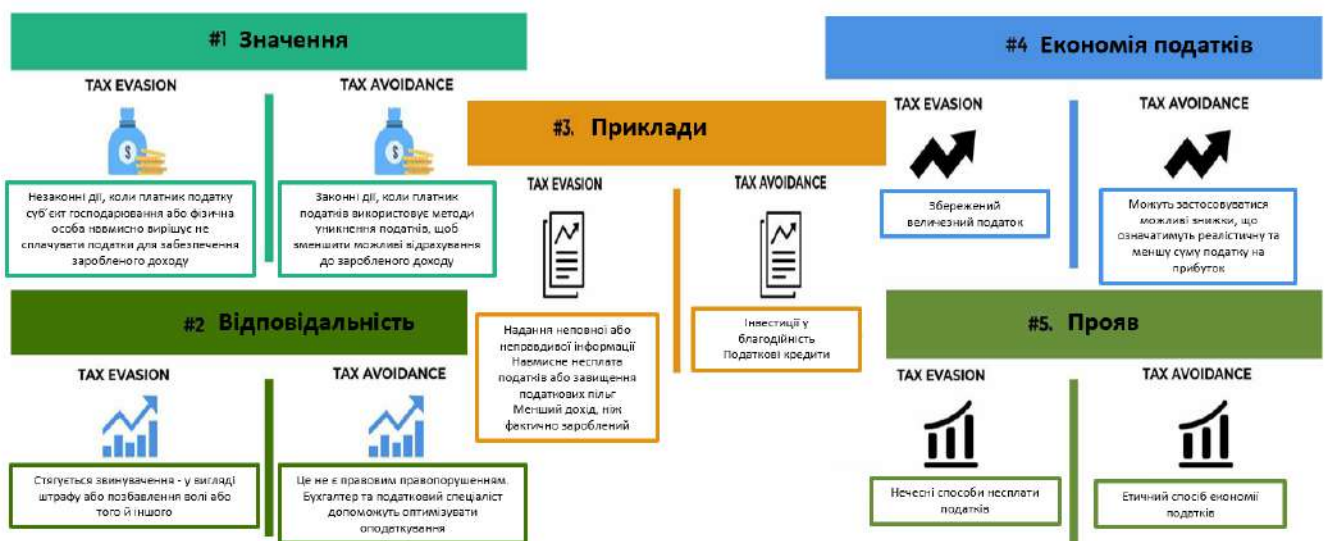 #1 Значення
TAX EVASION
TAX AVOIDANCE
Незаконні дії, коли платник податку
суб'єкт господарювання або фізична
особа навмисно вирішує не
сплачувати податки для забезпечення
заробленого доходу
Законні дії, коли платник
податків використовує методи
уникнення податків, щоб
зменшити можливі відрахування
до заробленого доходу
#2 Відповідальність
TAX EVASION
TAX AVOIDANCE
Стягується звинувачення - у вигляді
штрафу або позбавлення волі або
того й іншого
Це не є правовим правопорушенням.
Бухгалтер та податковий спеціаліст
допоможуть оптимізувати
оподаткування
#3. Приклади
TAX EVASION
TAX AVOIDANCE
Надання неповної або
неправдивої інформації
Навмисне несплата
податків або завищення
податкових пільг
Менший дохід, ніж
фактично зароблений
Інвестиції у
благодійність
Податкові кредити
#4 Економія податків
TAX EVASION
TAX AVOIDANCE
Збережений
величезний податок
Можуть застосовуватися
можливі знижки, що
означатимуть реалістичну та
меншу суму податку на
прибуток
#5. Прояв
TAX EVASION
TAX AVOIDANCE
Нечесні способи несплати
податків
Етичний спосіб економії
податків